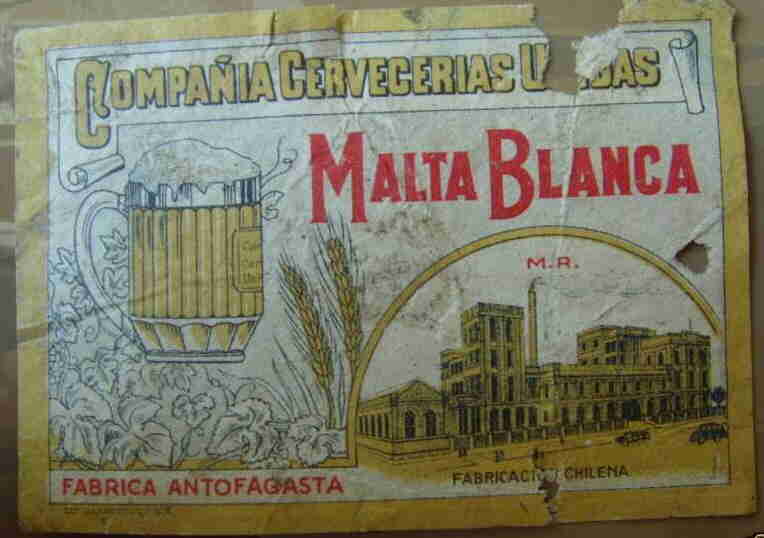 COMPAÑIA CERVECERIAS U
MALTA BLANCA
M.R.
FABRICA ANTOFAGASTA
CHILENA